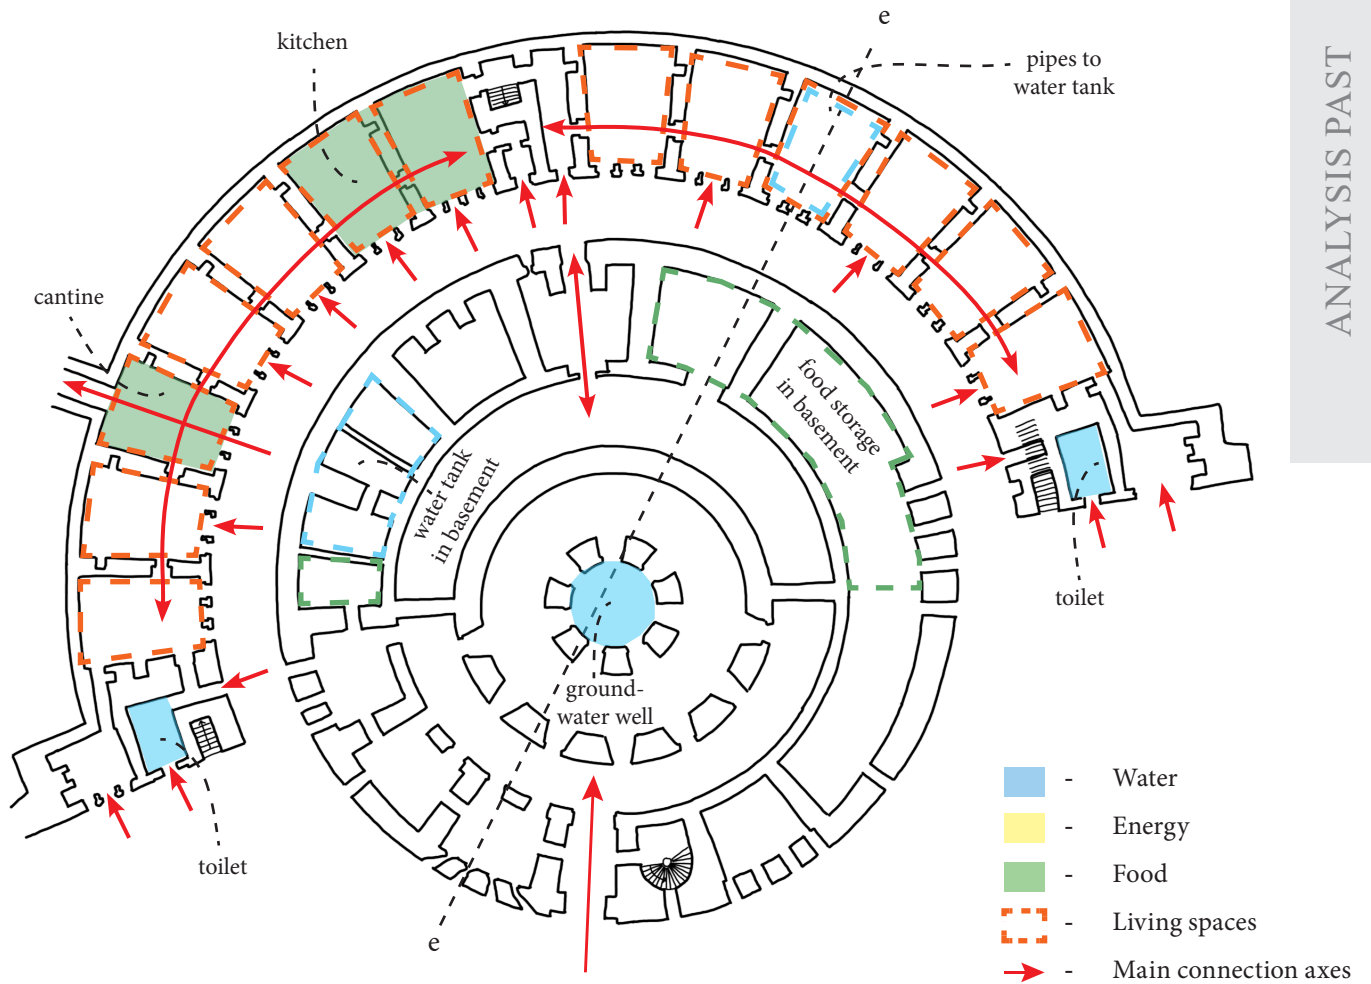 e
kitchen
pipes to
water tank
ANALYSIS PAST
cantine
food storage
in basement
water tank
in basement
toilet
ground-
water well
toilet
e
- Water
- Energy
- Food
- Living spaces
- Main connection axes